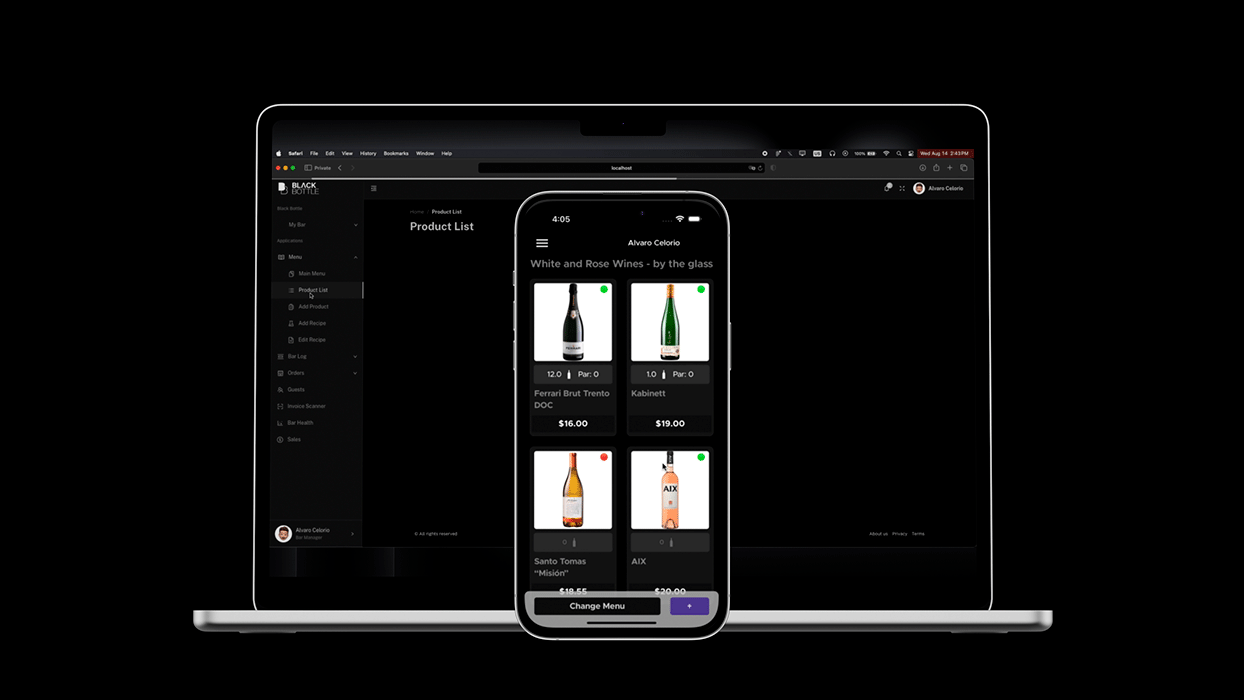 Safari File Edit View History Bookmarks Window Help
100%
Wed Aug 14 2:43PM
Private
localhost
BLACK
BOTTLE
Alvaro Celorio
Black Bottle
My Bar
Applications
Menu
Main Menu
Product List
Add Product
Add Recipe
Edit Recipe
Bar Log
Orders
Guests
Invoice Scanner
Bar Health
Sales
Alvaro Celorio
Bar Manager
Home Product List
Product List
© All rights reserved
About us Privacy Terms
4:05
Alvaro Celorio
White and Rose Wines - by the glass
12.0 Par: 0
Ferrari Brut Trento
DOC
$16.00
1.0 Par: 0
Kabinett
$19.00
Santo Tomas
“Misión”
$18.55
AIX
AIX
$20.00
Change Menu
+